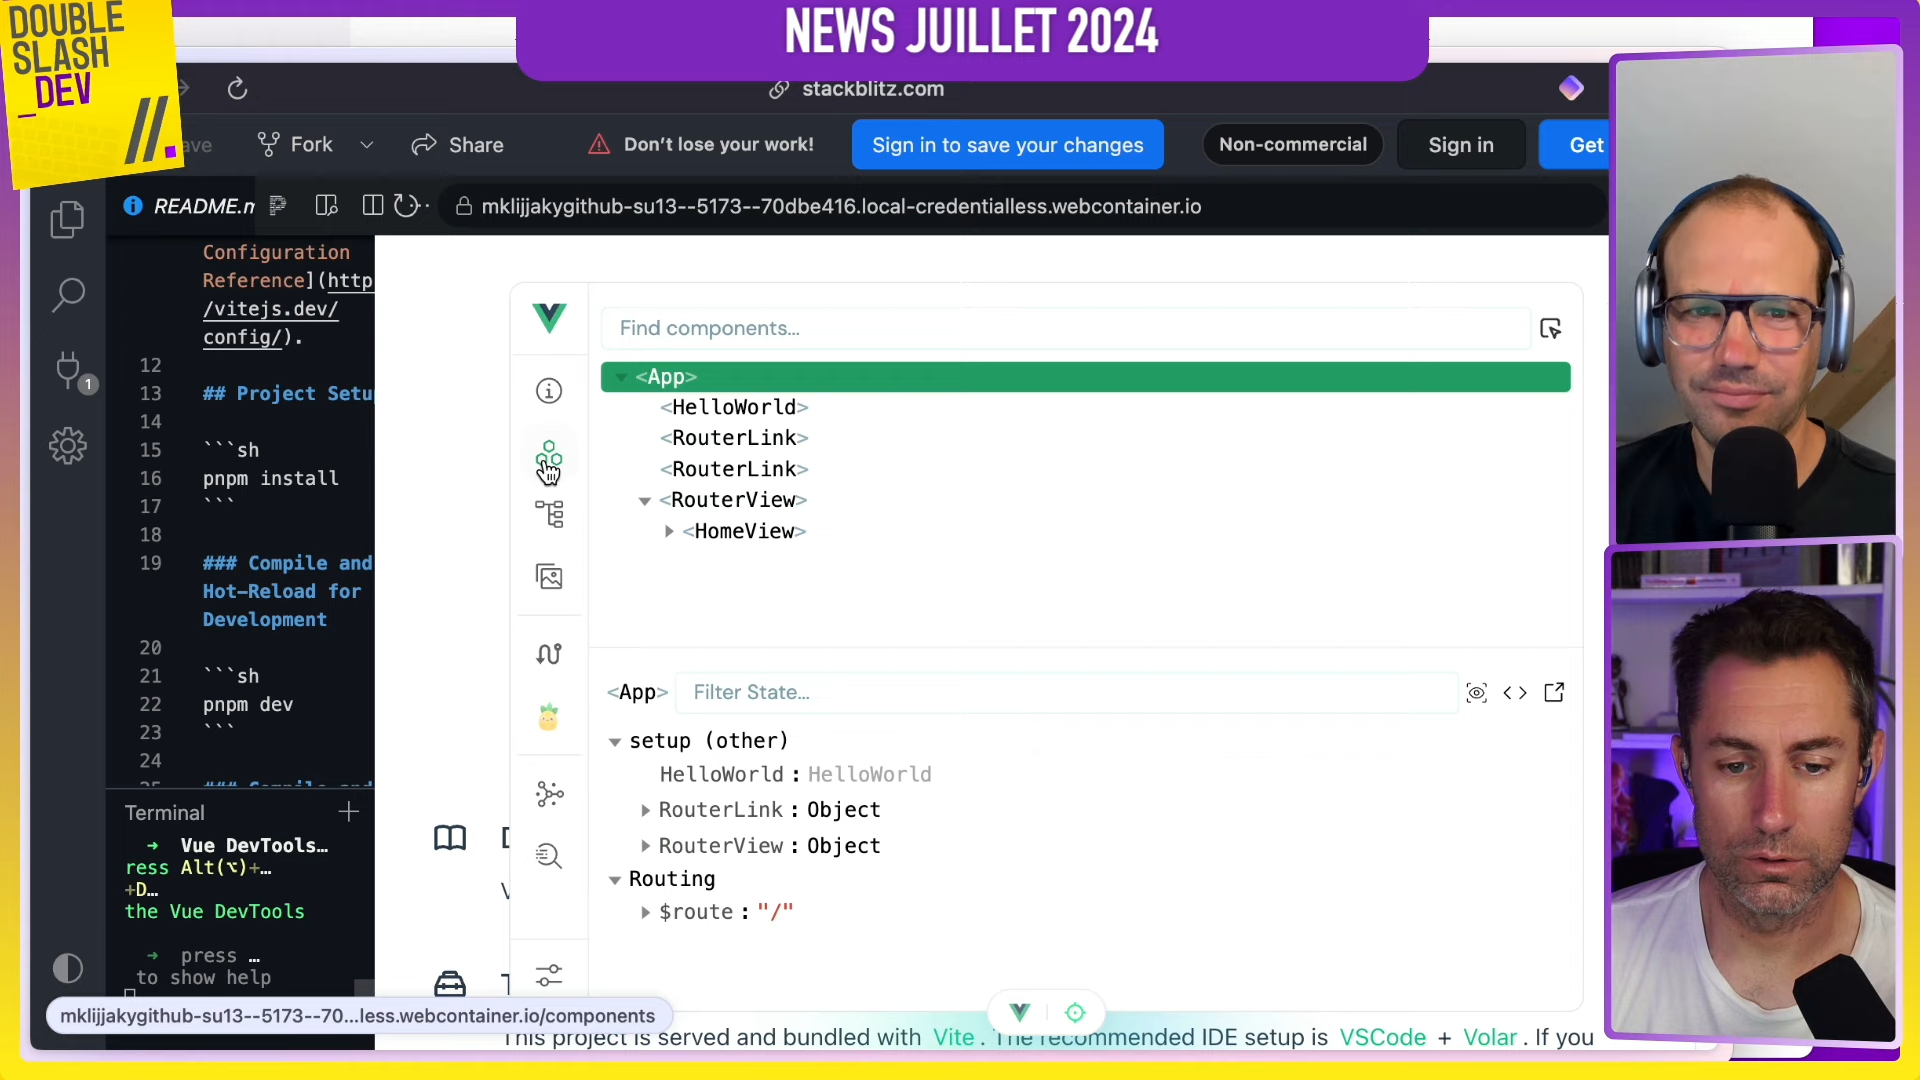 DOUBLE
SLASH
_DEV
//.
NEWS JUILLET 2024
stackblitz.com
Fork
Share
Don't lose your work!
Sign in to save your changes
Non-commercial
Sign in
Get
README.m
mklijjakygithub-su13--5173--70dbe416.local-credentialless.webcontainer.io
Configuration
Reference](http
/vitejs.dev/
config/).
12
13 ## Project Setu
14
15 ```sh
16 pnpm install
17 ```
18
19 ### Compile and
Hot-Reload for
Development
20
21 ```sh
22 pnpm dev
23 ```
24
1
Find components...
<App>
<HelloWorld>
<RouterLink>
<RouterLink>
<RouterView>
<HomeView>
<App>
Filter State...
setup (other)
HelloWorld : HelloWorld
RouterLink : Object
RouterView : Object
Routing
$route : "/"
Terminal
➜ Vue DevTools…
ress Alt(⌥)+…
+D…
the Vue DevTools
➜ press …
to show help
mklijjakygithub-su13--5173--70...less.webcontainer.io/components
This project is served and bundled with Vite. The recommended IDE setup is VSCode + Volar. If you